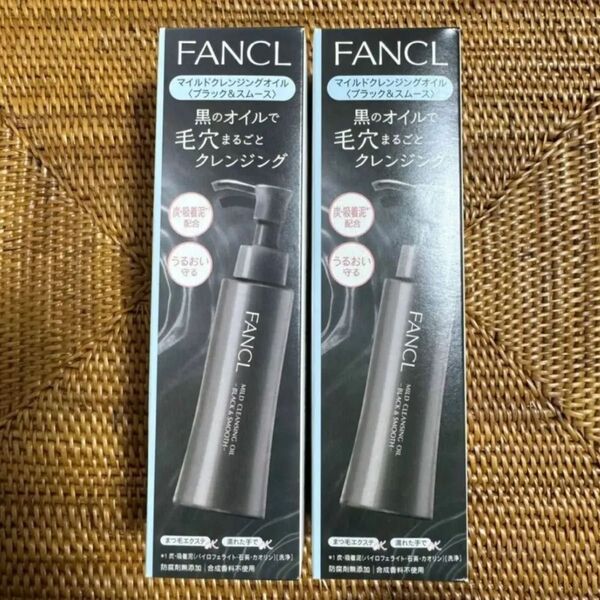 FANCL
マイルドクレンジングオイル
〈ブラック&スムース〉
黒のオイルで
毛穴まるごと
クレンジング
炭・吸着泥*¹
配合
うるおい
守る
FANCL
MILD CLEANSING OIL
-BLACK & SMOOTH-
まつ毛エクステOK
濡れた手でOK
*1 炭・吸着泥(パイロフェライト・石英・カオリン)[洗浄]
防腐剤無添加|合成香料不使用
FANCL
マイルドクレンジングオイル
〈ブラック&スムース〉
黒のオイルで
毛穴まるごと
クレンジング
炭・吸着泥*¹
配合
うるおい
守る
FANCL
MILD CLEANSING OIL
-BLACK & SMOOTH-
まつ毛エクステOK
濡れた手でOK
*1 炭・吸着泥(パイロフェライト・石英・カオリン)[洗浄]
防腐剤無添加|合成香料不使用